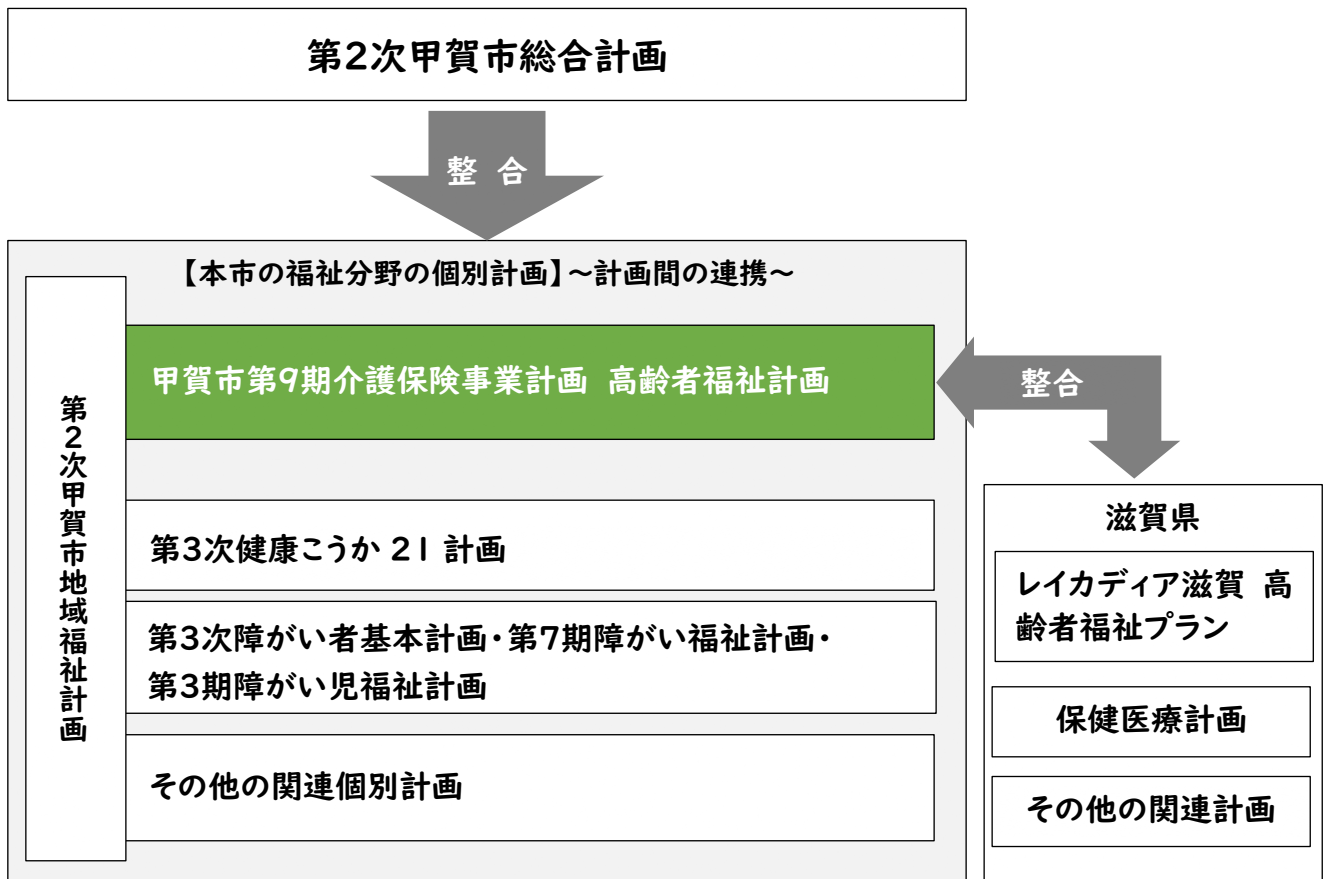 第2次甲賀市総合計画
整 合
【本市の福祉分野の個別計画】～計画間の連携～
第2次甲賀市地域福祉計画
甲賀市第9期介護保険事業計画 高齢者福祉計画
第3次健康こうか 21 計画
第3次障がい者基本計画・第7期障がい福祉計画・
第3期障がい児福祉計画
その他の関連個別計画
整合
滋賀県
レイカディア滋賀 高
齢者福祉プラン
保健医療計画
その他の関連計画